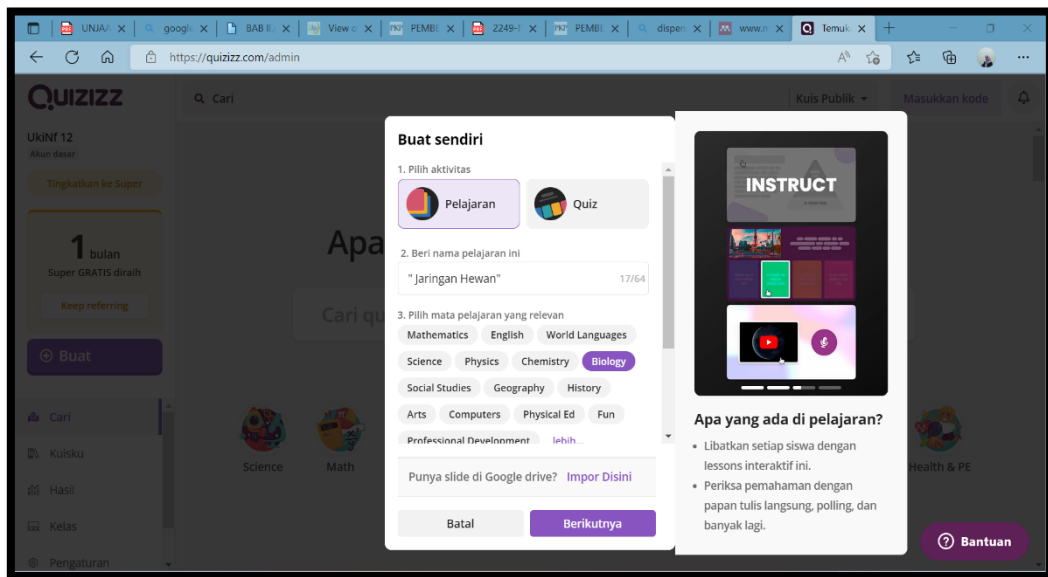 UNJA
google
BAB II
View o
PEMBE
2249-
PEMBE
dispen
www.n
Temuk
https://quizizz.com/admin
QUIZIZZ
Cari
Kuis Publik
Masukkan kode
UkiNf 12
Akun dasar
Tingkatkan ke Super
1 bulan
Super GRATIS diraih
Keep referring
Buat
Cari
Kuisku
Hasil
Kelas
Pengaturan
Apa
Cari qu
Science
Math
Health & PE
Buat sendiri
1. Pilih aktivitas
Pelajaran
Quiz
2. Beri nama pelajaran ini
" Jaringan Hewan"
17/64
3. Pilih mata pelajaran yang relevan
Mathematics English World Languages
Science Physics Chemistry Biology
Social Studies Geography History
Arts Computers Physical Ed Fun
Professional Development lebih...
Punya slide di Google drive? Impor Disini
Batal
Berikutnya
INSTRUCT
Apa yang ada di pelajaran?
• Libatkan setiap siswa dengan
lessons interaktif ini.
• Periksa pemahaman dengan
papan tulis langsung, polling, dan
banyak lagi.
Bantuan